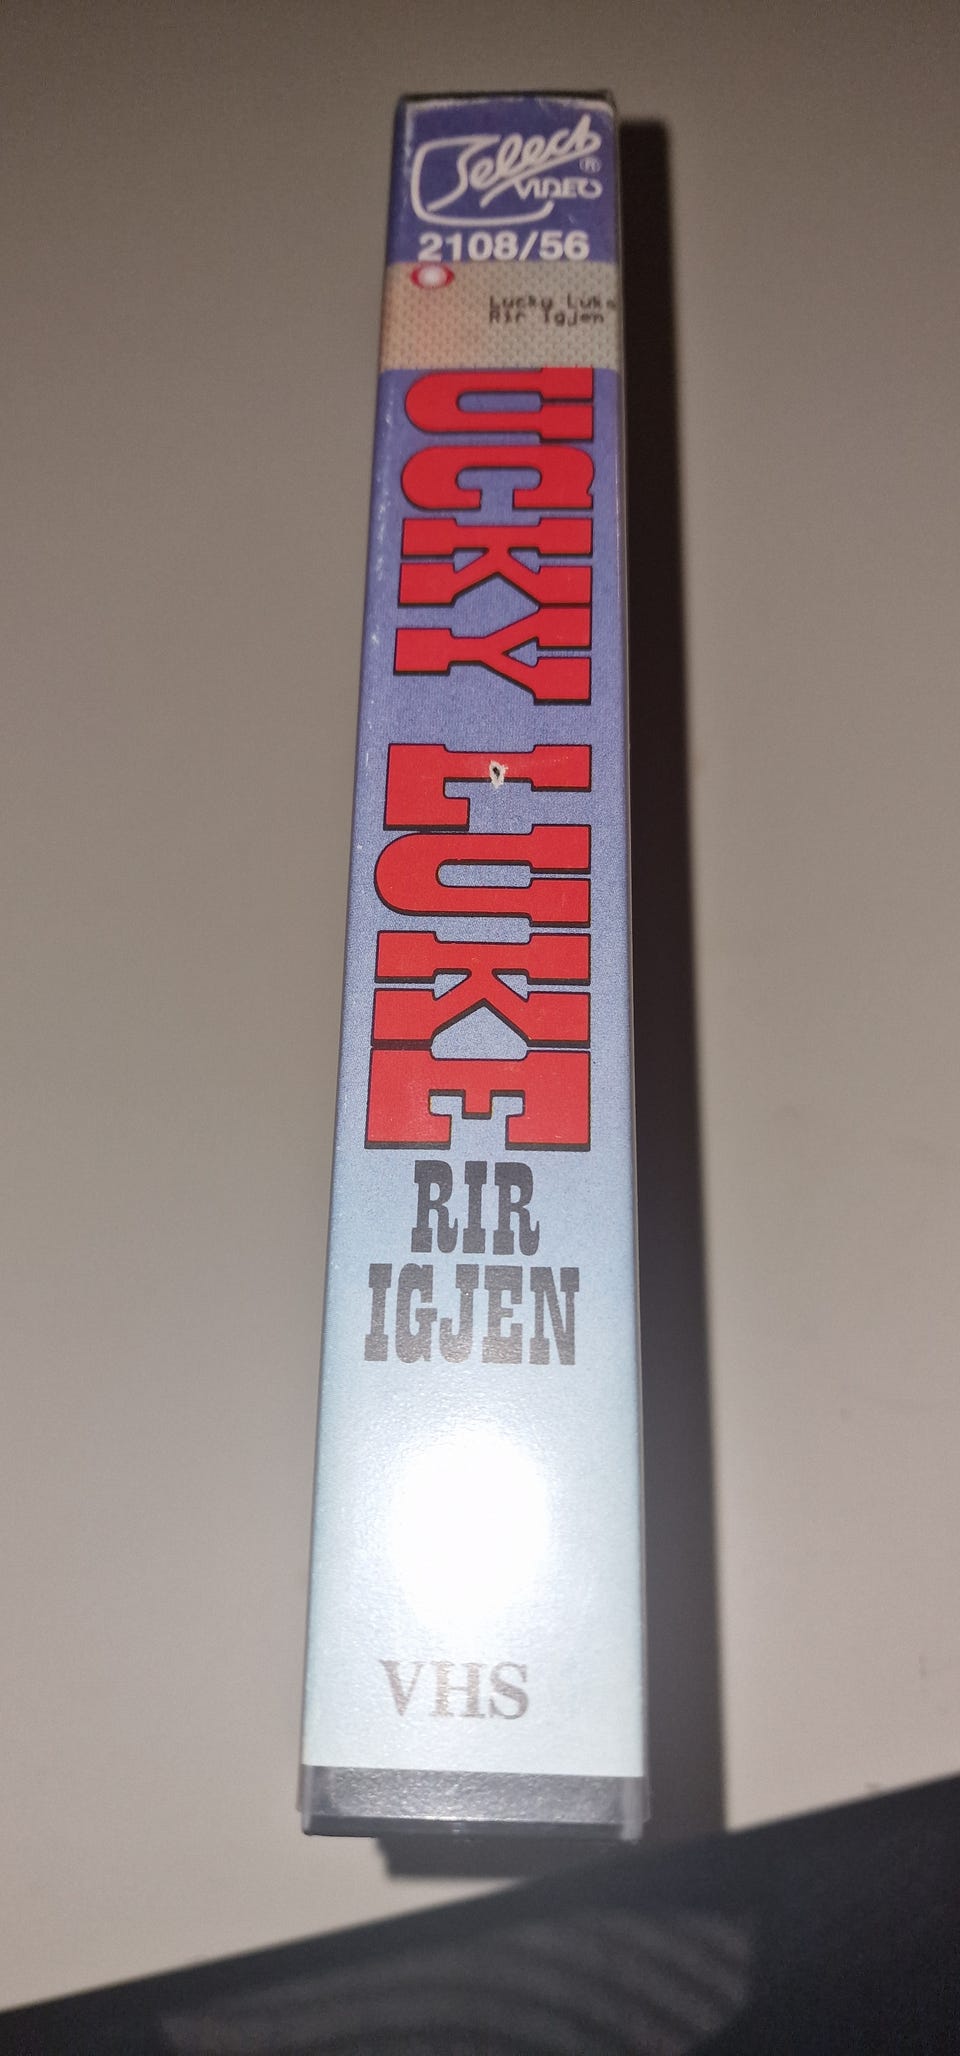 Select ®
VIDEO
2108/56
Lucky Luke
Rir Igjen
UCKY LUKE
RIR
IGJEN
VHS